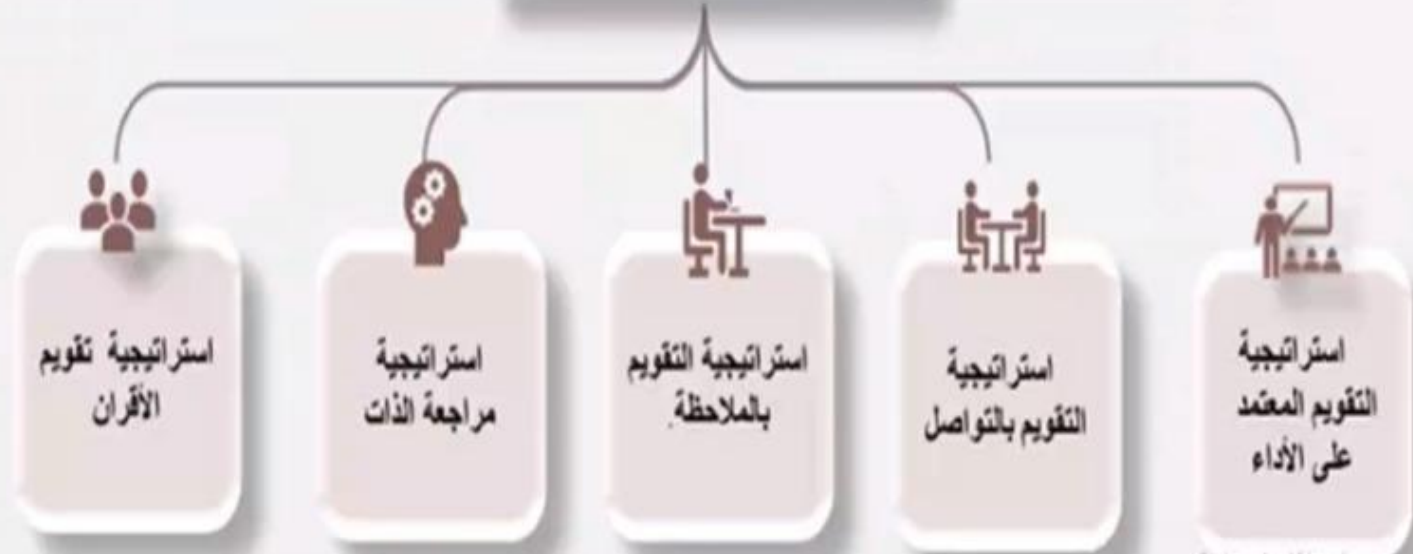 استراتيجية
التقويم المعتمد
على الأداء
استراتيجية
التقويم بالتواصل
استراتيجية التقويم
بالملاحظة.
استراتيجية
مراجعة الذات
استراتيجية تقويم
الأقران